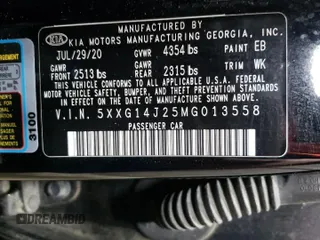 MANUFACTURED BY
KIA KIA MOTORS MANUFACTURING GEORGIA, INC.
JUL/29/20 GVWR 4354 lbs PAINT EB
GAWR FRONT 2513 lbs GAWR REAR 2315 lbs TRIM WK
THIS VEHICLE CONFORMS TO ALL APPLICABLE
U.S. FEDERAL MOTOR VEHICLE SAFETY, BUMPER,
AND THEFT PREVENTION STANDARDS IN EFFECT ON
THE DATE OF MANUFACTURE SHOWN ABOVE.
V.I.N. 5XXG14J25MG013558
PASSENGER CAR
3100
DREAMBID